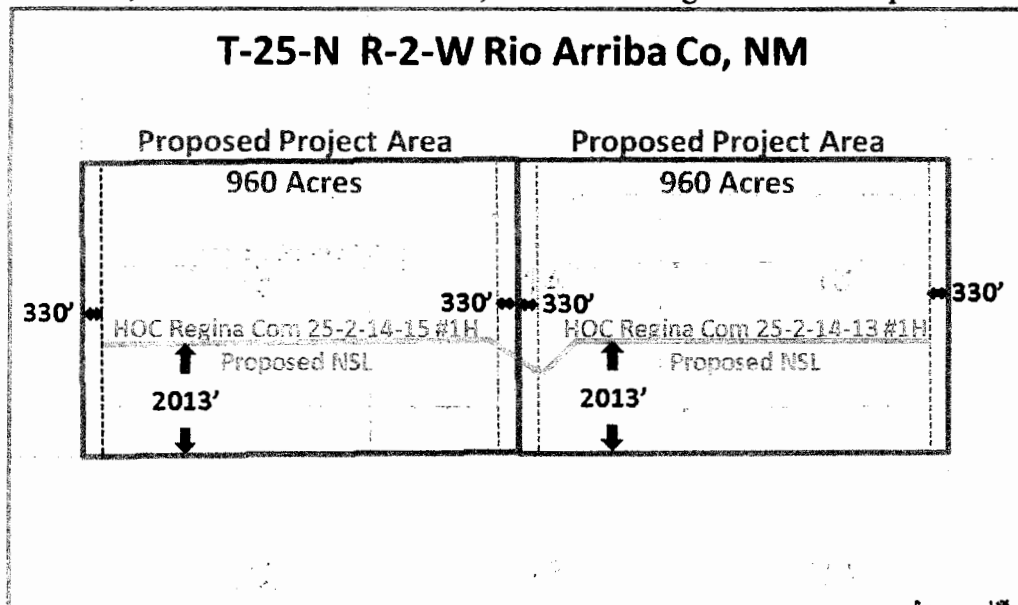 T-25-N R-2-W Rio Arriba Co, NM
Proposed Project Area
Proposed Project Area
960 Acres
960 Acres
330'
330'
330'
330'
HOC Regina Com 25-2-14-15 #1H
HOC Regina Com 25-2-14-13 #1H
Proposed NSL
Proposed NSL
2013'
2013'